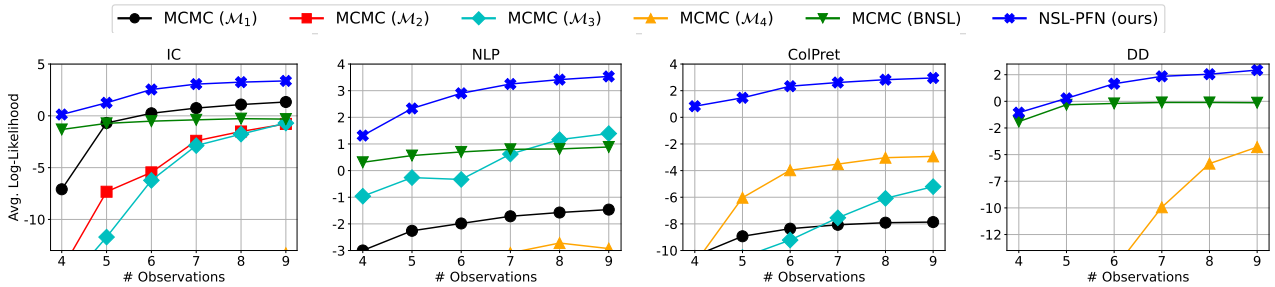 MCMC (ℳ₁) MCMC (ℳ₂) MCMC (ℳ₃) MCMC (ℳ₄) MCMC (BNSL) NSL-PFN (ours)
IC NLP ColPret DD
Avg. Log-Likelihood
5
0
-5
-10
4 5 6 7 8 9
# Observations
4
3
2
1
0
-1
-2
-3
4 5 6 7 8 9
# Observations
4
2
0
-2
-4
-6
-8
-10
4 5 6 7 8 9
# Observations
2
0
-2
-5
-7
-10
-12
4 5 6 7 8 9
# Observations